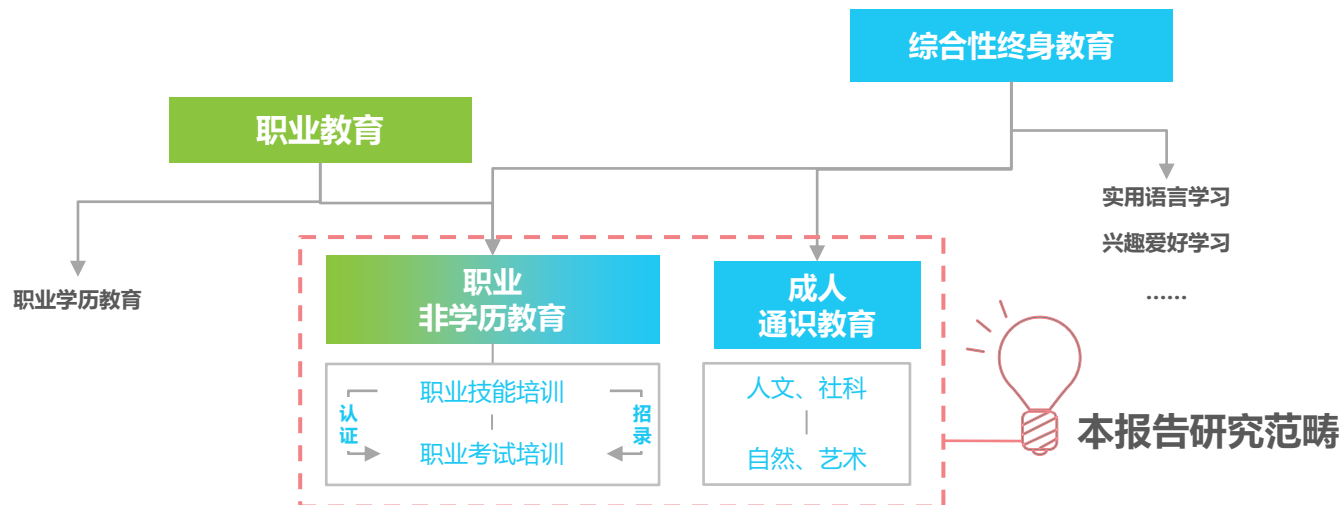 综合性终身教育
职业教育
实用语言学习
兴趣爱好学习
......
职业学历教育
职业
非学历教育
成人
通识教育
职业技能培训
认证
招录
职业考试培训
人文、社科
自然、艺术
本报告研究范畴